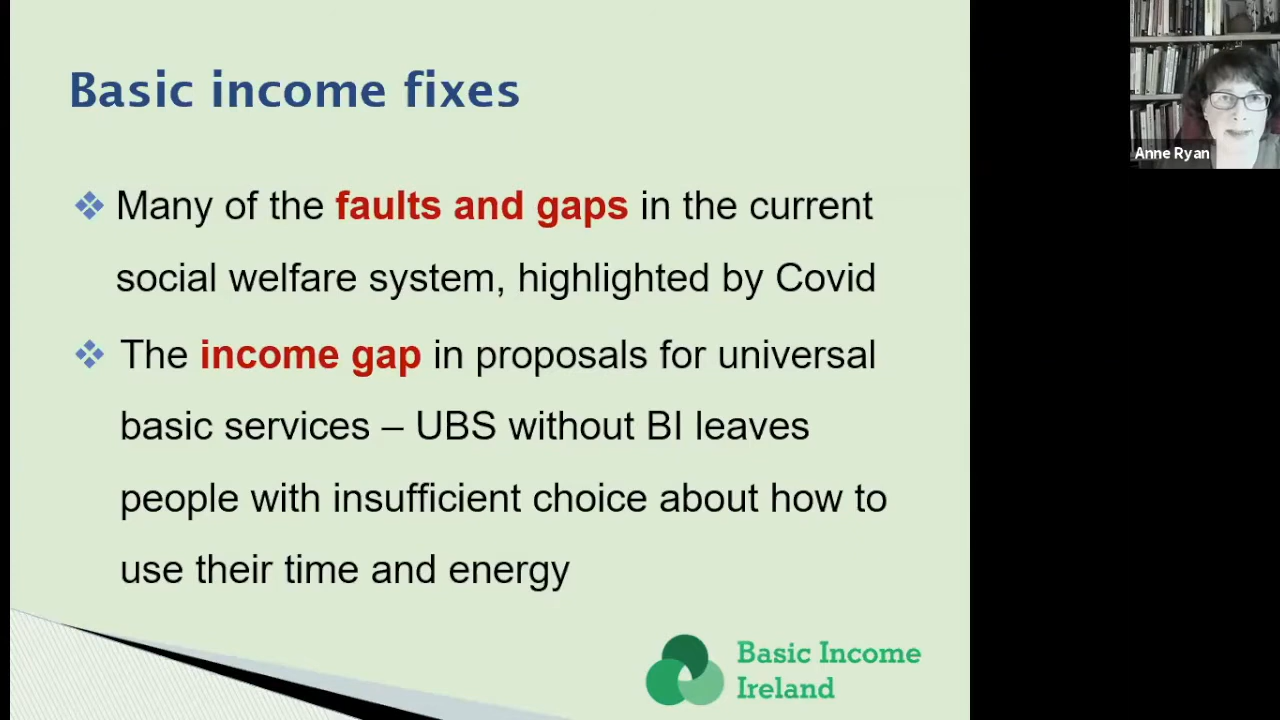 Basic income fixes
Many of the faults and gaps in the current
social welfare system, highlighted by Covid
The income gap in proposals for universal
basic services – UBS without BI leaves
people with insufficient choice about how to
use their time and energy
Basic Income
Ireland
Anne Ryan